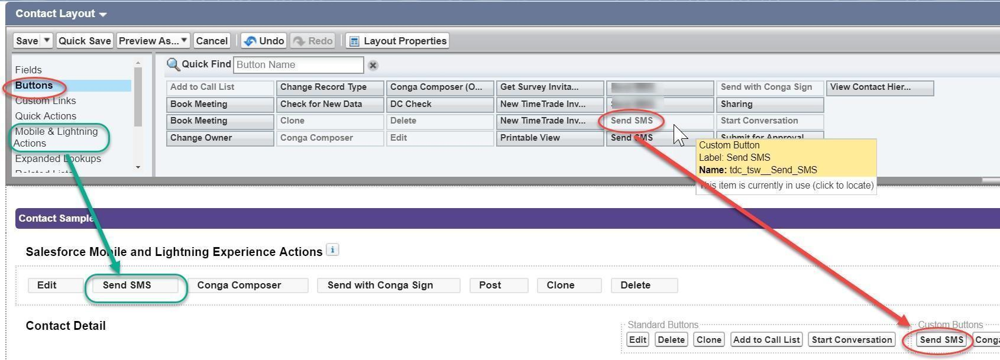 Contact Layout
Save Quick Save Preview As... Cancel Undo Redo Layout Properties
Fields
Buttons
Custom Links
Quick Actions
Mobile & Lightning
Actions
Expanded Lookups
Related Lists
Quick Find Button Name
Add to Call List Change Record Type Conga Composer (O... Get Survey Invita... Send with Conga Sign View Contact Hier...
Book Meeting Check for New Data DC Check New TimeTrade Inv... Sharing
Book Meeting Clone Delete New TimeTrade Inv... Send SMS Start Conversation
Change Owner Conga Composer Edit Printable View Send SMS Submit for Approval
Custom Button
Label: Send SMS
Name: tdc_tsw__Send_SMS
This item is currently in use (click to locate)
Contact Sample
Salesforce Mobile and Lightning Experience Actions i
Edit Send SMS Conga Composer Send with Conga Sign Post Clone Delete
Contact Detail
Standard Buttons
Edit Delete Clone Add to Call List Start Conversation
Custom Buttons
Send SMS Conga